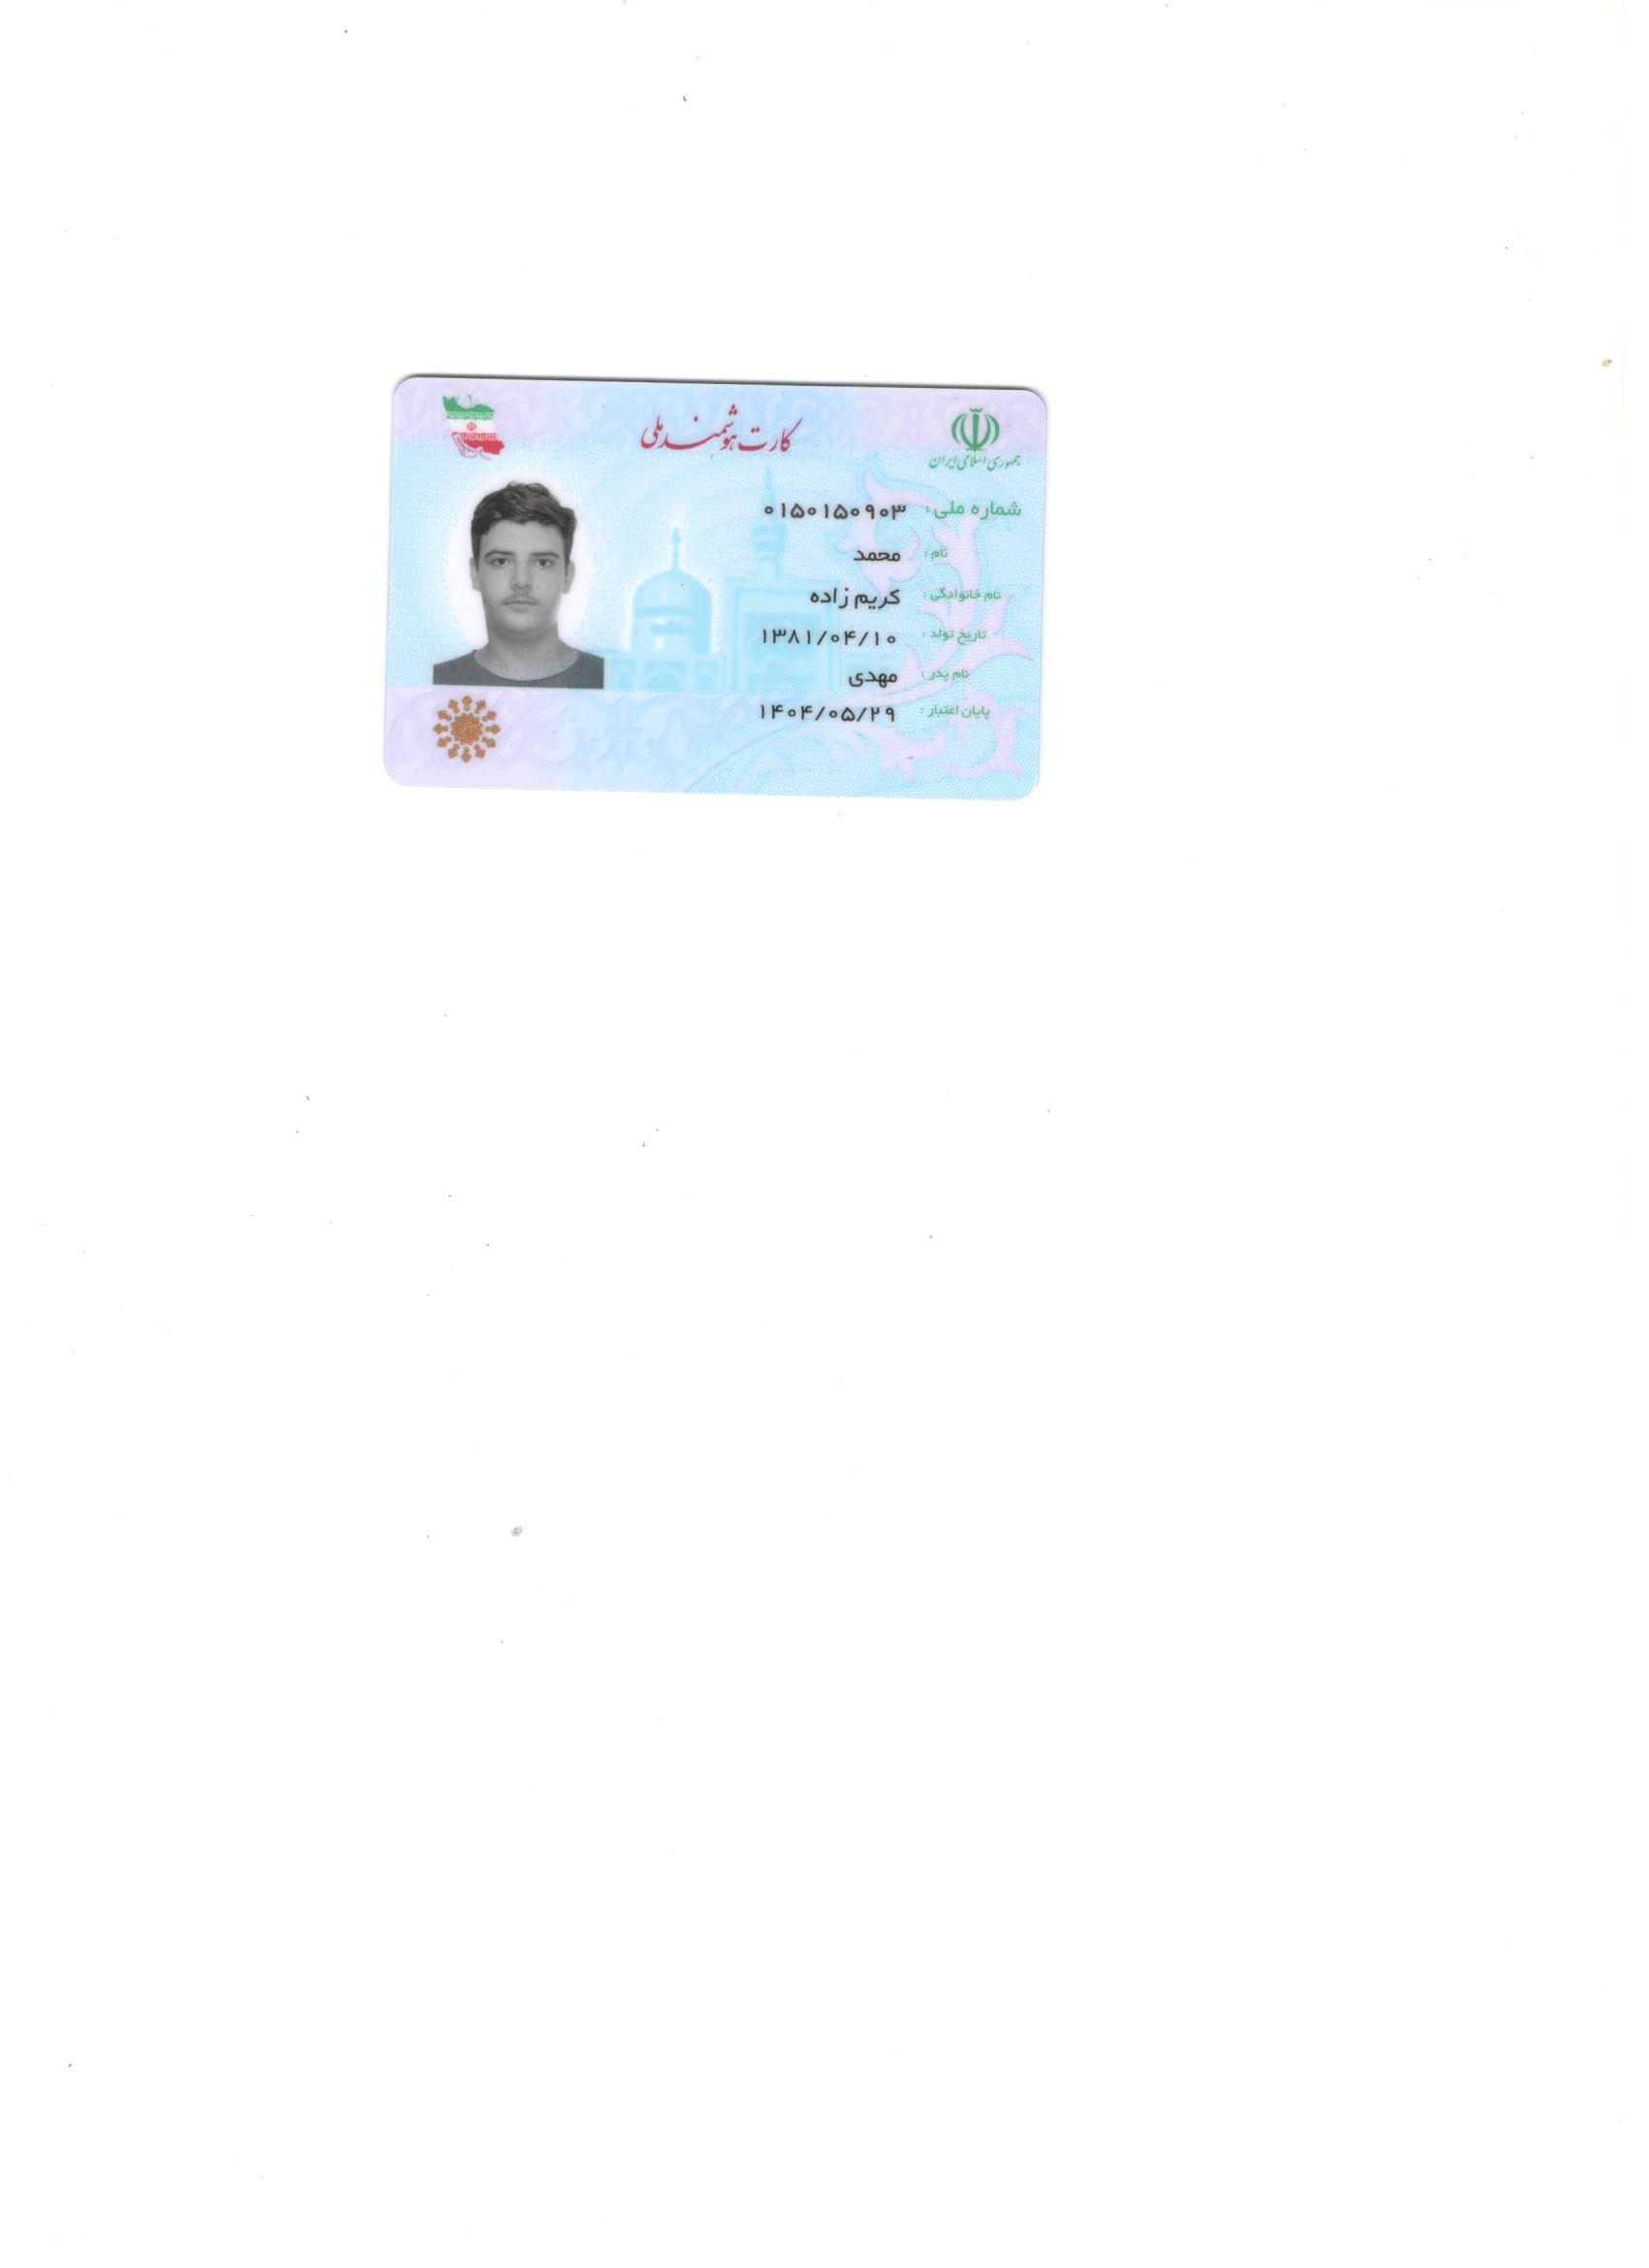 جمهوری اسلامی ایران
کارت هوشمند ملی
شماره ملی : ۰۱۵۰۱۵۰۹۰۳
نام : محمد
نام خانوادگی : کریم زاده
تاریخ تولد : ۱۳۸۱/۰۴/۱۰
نام پدر : مهدی
پایان اعتبار : ۱۴۰۴/۰۵/۲۹